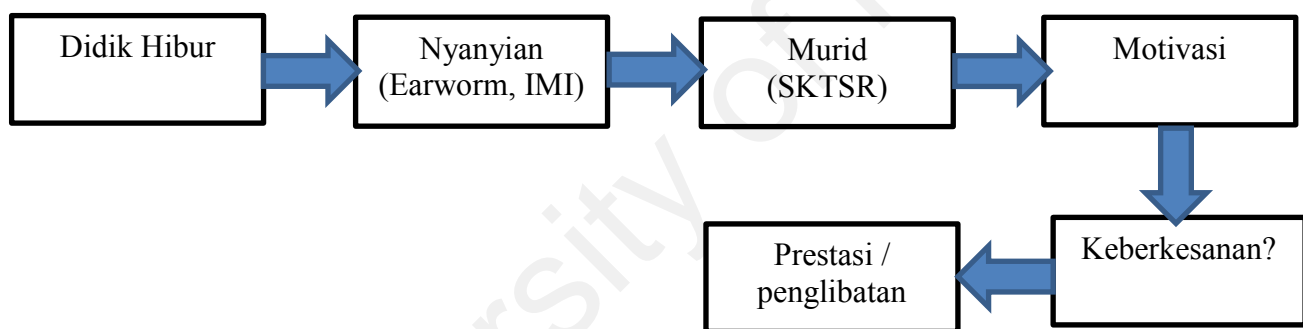 Didik Hibur
Nyanyian
(Earworm, IMI)
Murid
(SKTSR)
Motivasi
Keberkesanan?
Prestasi /
penglibatan